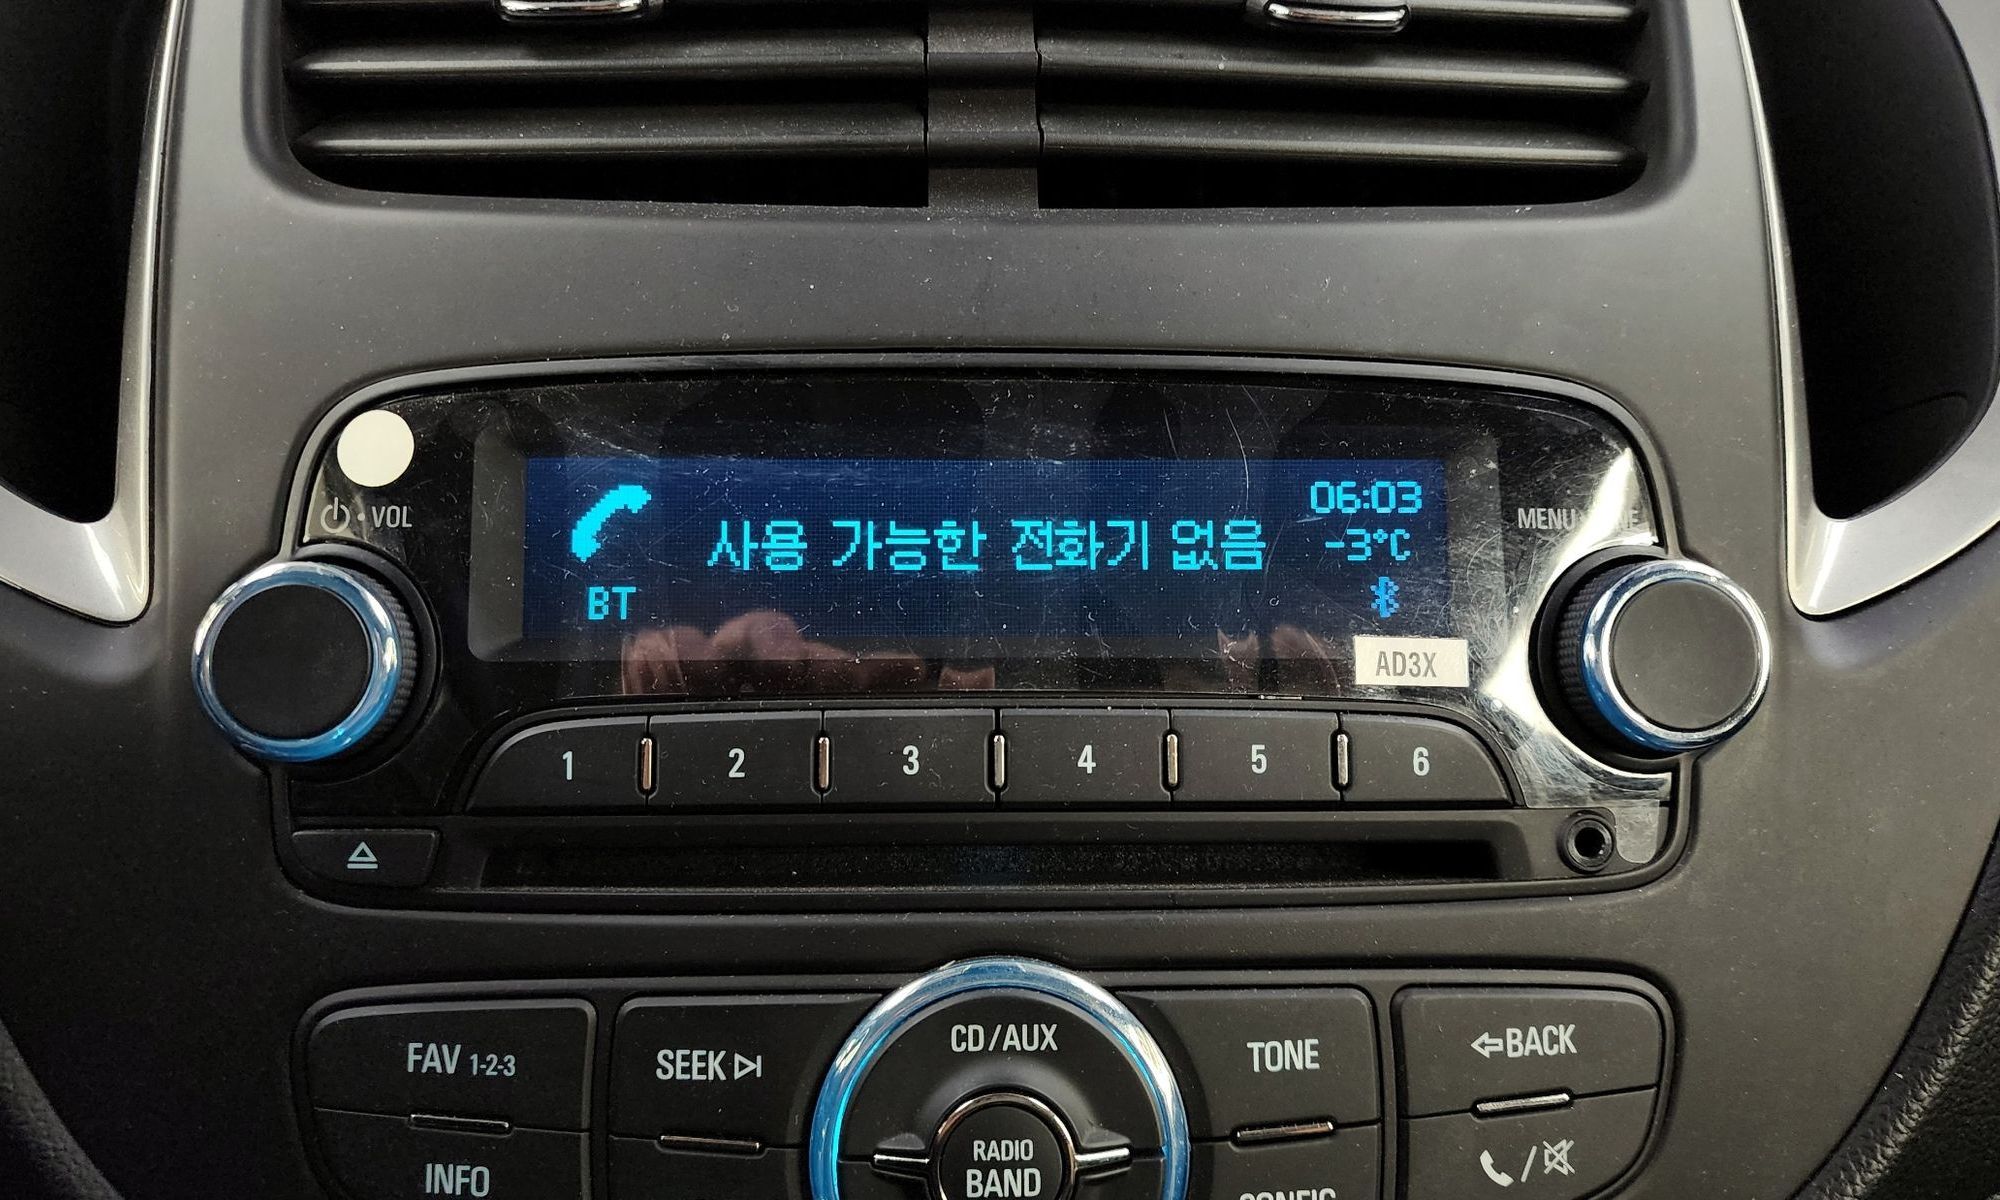 VOL
사용 가능한 전화기 없음
BT
06:03
-3°C
MENU
AD3X
1 2 3 4 5 6
FAV 1-2-3
SEEK
CD/AUX
TONE
BACK
INFO
RADIO
BAND
CONFIG